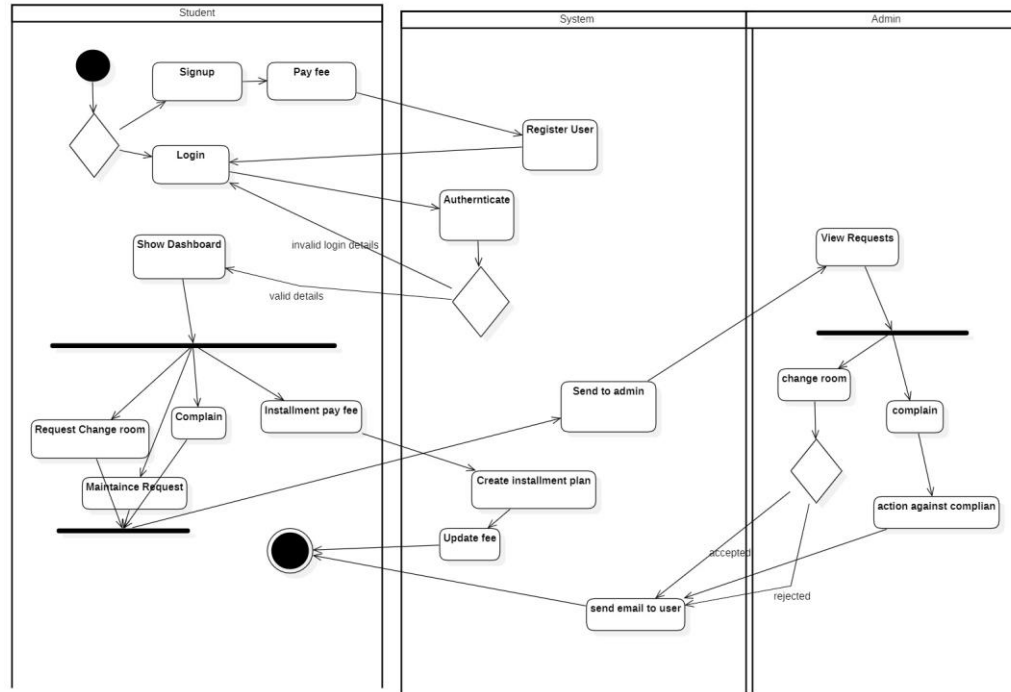 Student
System
Admin
Signup
Pay fee
Register User
Login
Authernticate
Show Dashboard
invalid login details
valid details
View Requests
Request Change room
Complain
Installment pay fee
Maintaince Request
Send to admin
change room
complain
Create installment plan
Update fee
action against complian
accepted
rejected
send email to user